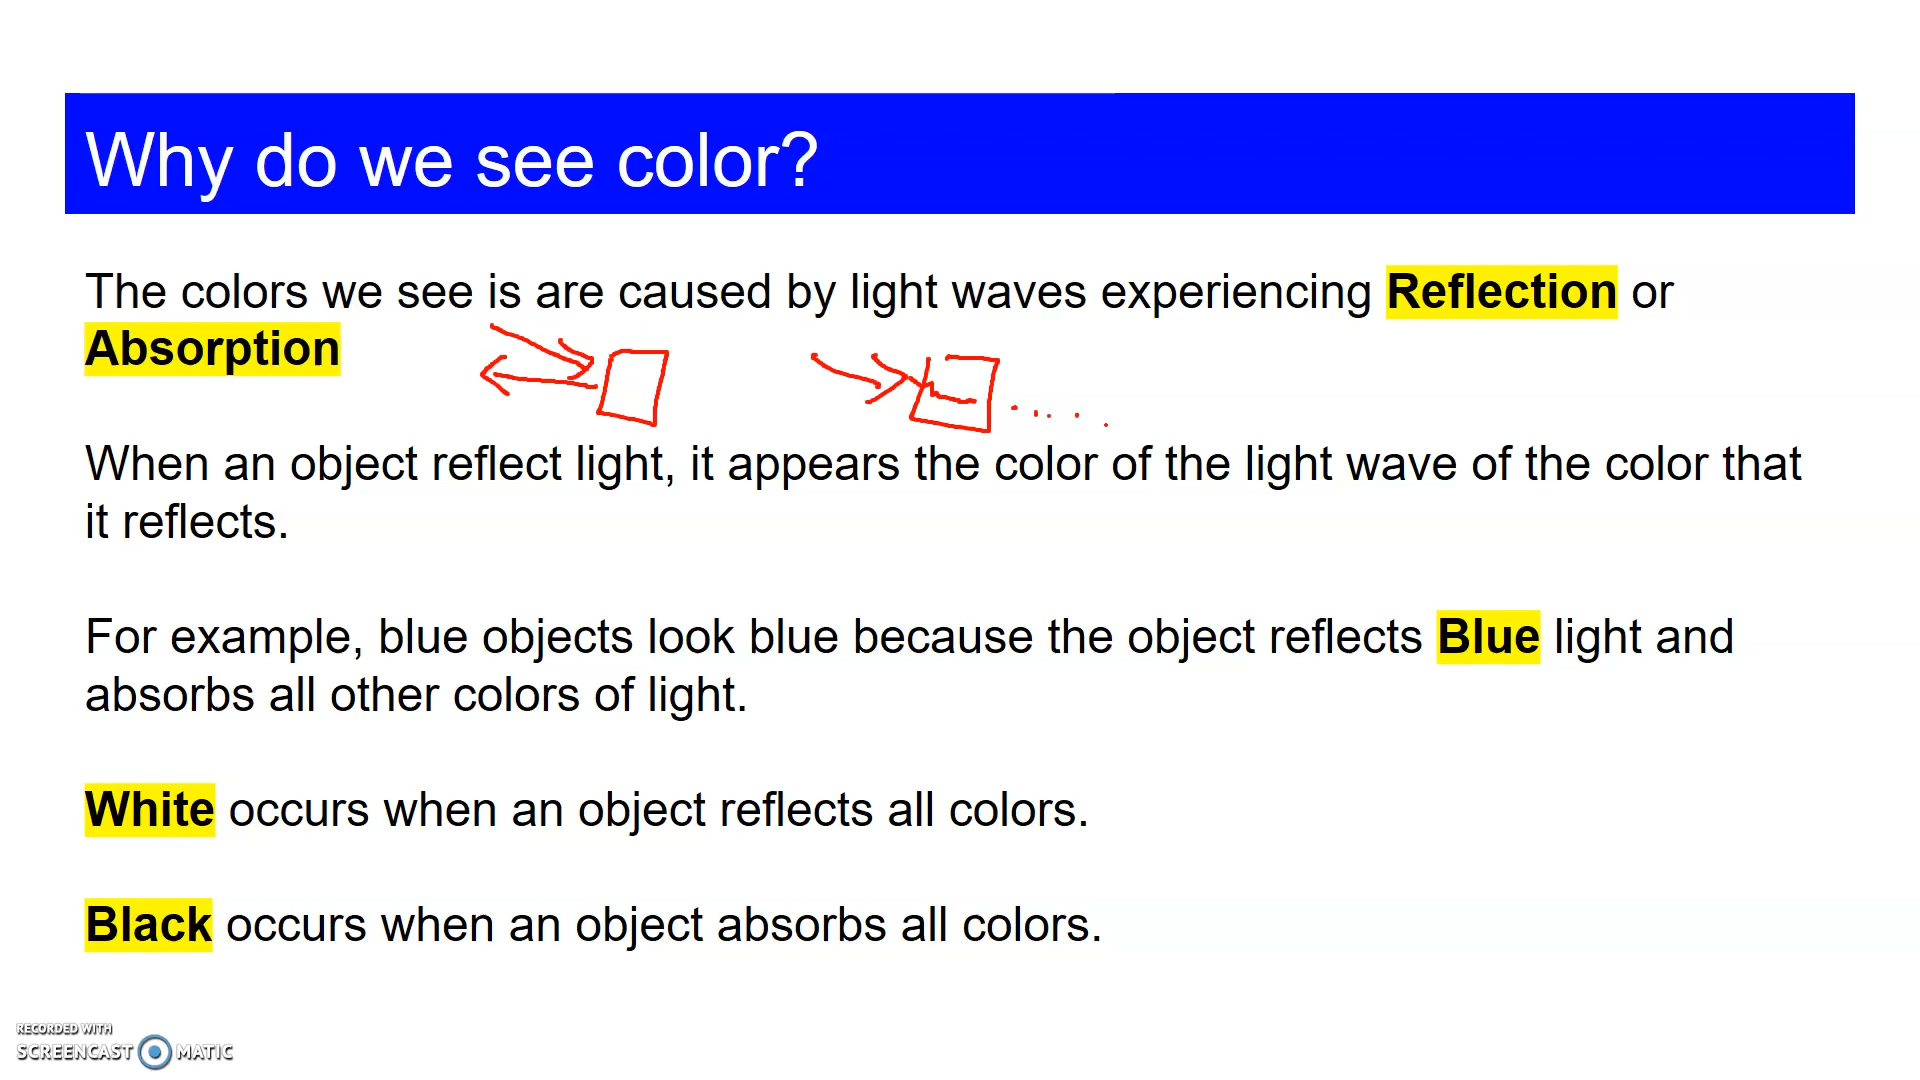 Why do we see color?
The colors we see is are caused by light waves experiencing Reflection or
Absorption
When an object reflect light, it appears the color of the light wave of the color that
it reflects.
For example, blue objects look blue because the object reflects Blue light and
absorbs all other colors of light.
White occurs when an object reflects all colors.
Black occurs when an object absorbs all colors.
RECORDED WITH
SCREENCAST MATIC